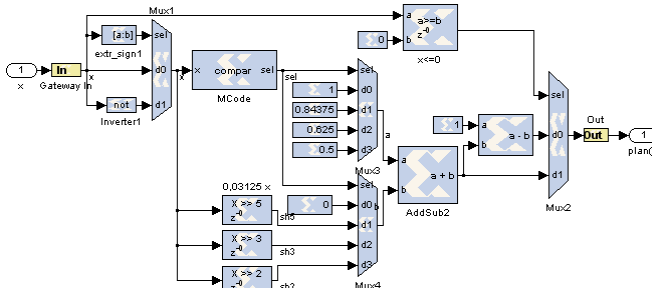 Mux1
[a:b]
sel
extr_sign1
1
x
In
Gateway In
x
d0
not
d1
Inverter1
x
x
compar
sel
MCode
sel
a
a>=b
z-0
b
0
x<=0
sel
1
d0
0.84375
d1
0.625
d2
0.5
d3
Mux3
a
sel
0
d0
b
d1
d2
d3
Mux4
0,03125 x
X >> 5
z-0
sh5
X >> 3
z-0
sh3
X >> 2
z-0
sh2
a
a + b
b
AddSub2
1
a
a - b
b
sel
d0
d1
Mux2
Out
Out
1
plan(